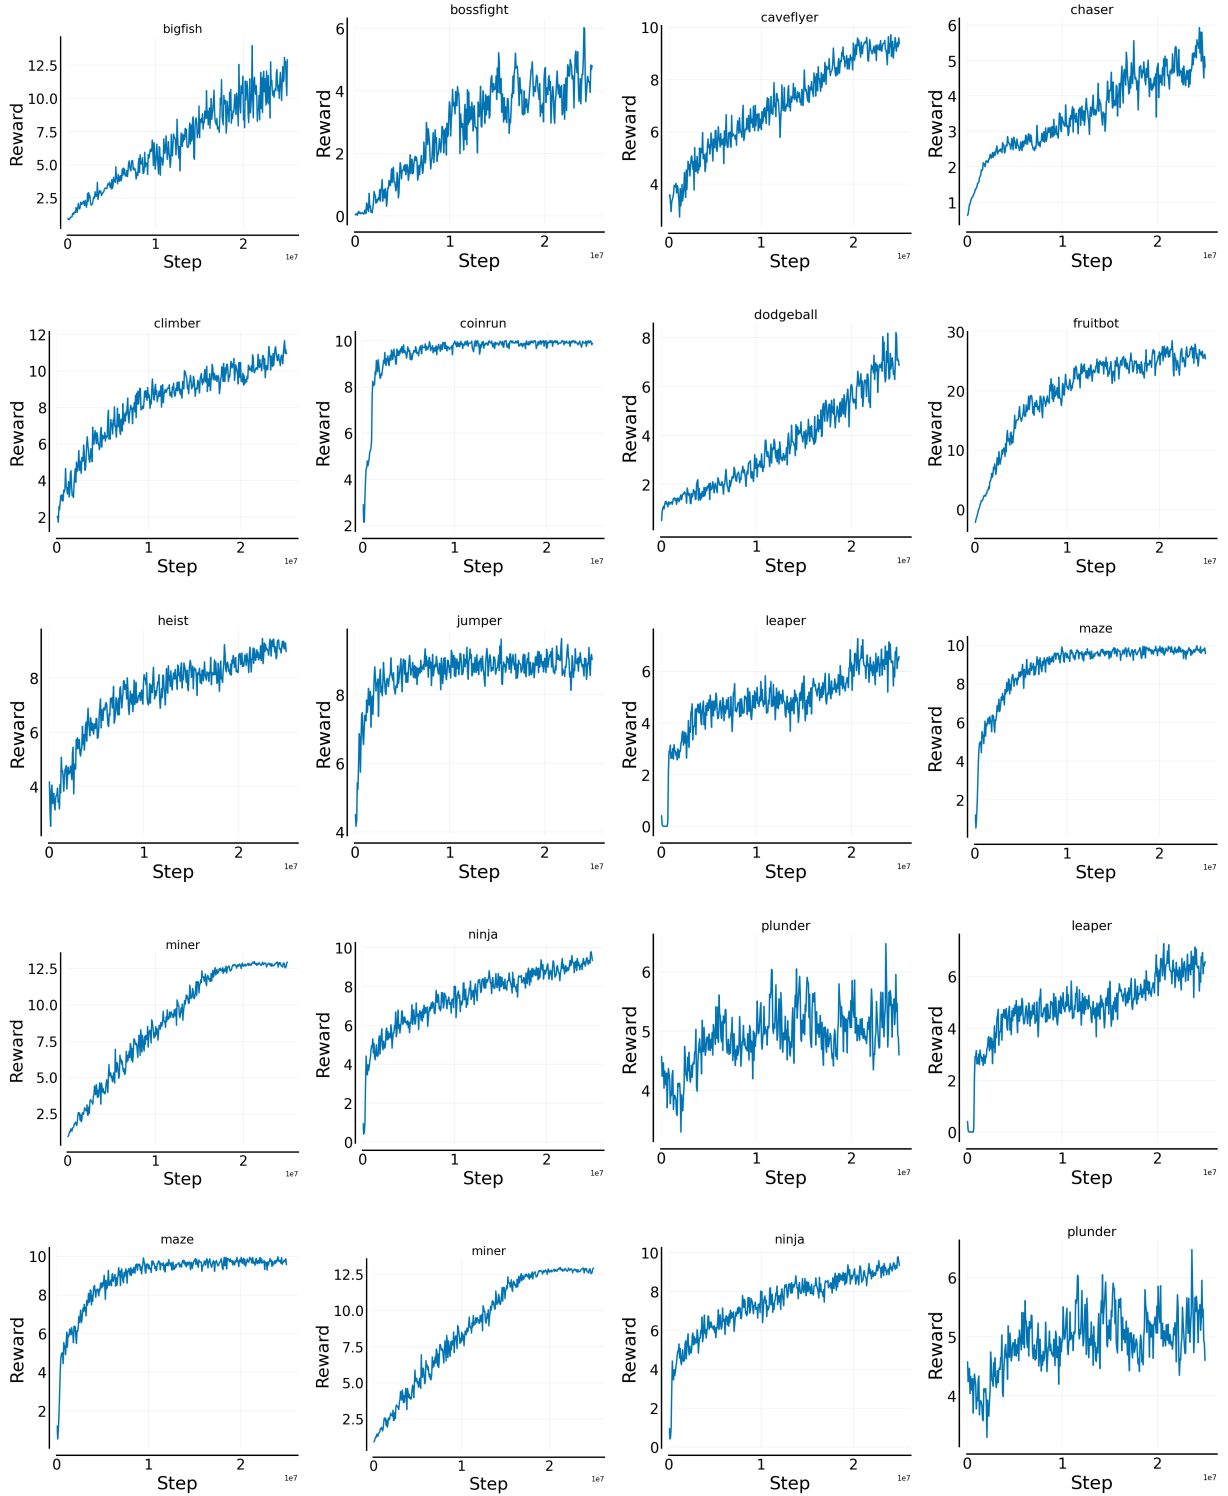 bigfish
Reward
12.5
10.0
7.5
5.0
2.5
0 1 2
1e7
Step
bossfight
Reward
6
4
2
0
0 1 2
1e7
Step
caveflyer
Reward
10
8
6
4
0 1 2
1e7
Step
chaser
Reward
6
5
4
3
2
1
0 1 2
1e7
Step
climber
Reward
12
10
8
6
4
2
0 1 2
1e7
Step
coinrun
Reward
10
8
6
4
2
0 1 2
1e7
Step
dodgeball
Reward
8
6
4
2
0 1 2
1e7
Step
fruitbot
Reward
30
20
10
0
0 1 2
1e7
Step
heist
Reward
8
6
4
0 1 2
1e7
Step
jumper
Reward
8
6
4
0 1 2
1e7
Step
leaper
Reward
6
4
2
0
0 1 2
1e7
Step
maze
Reward
10
8
6
4
2
0 1 2
1e7
Step
miner
Reward
12.5
10.0
7.5
5.0
2.5
0 1 2
1e7
Step
ninja
Reward
10
8
6
4
2
0
0 1 2
1e7
Step
plunder
Reward
6
5
4
0 1 2
1e7
Step
leaper
Reward
6
4
2
0
0 1 2
1e7
Step
maze
Reward
10
8
6
4
2
0 1 2
1e7
Step
miner
Reward
12.5
10.0
7.5
5.0
2.5
0 1 2
1e7
Step
ninja
Reward
10
8
6
4
2
0
0 1 2
1e7
Step
plunder
Reward
6
5
4
0 1 2
1e7
Step